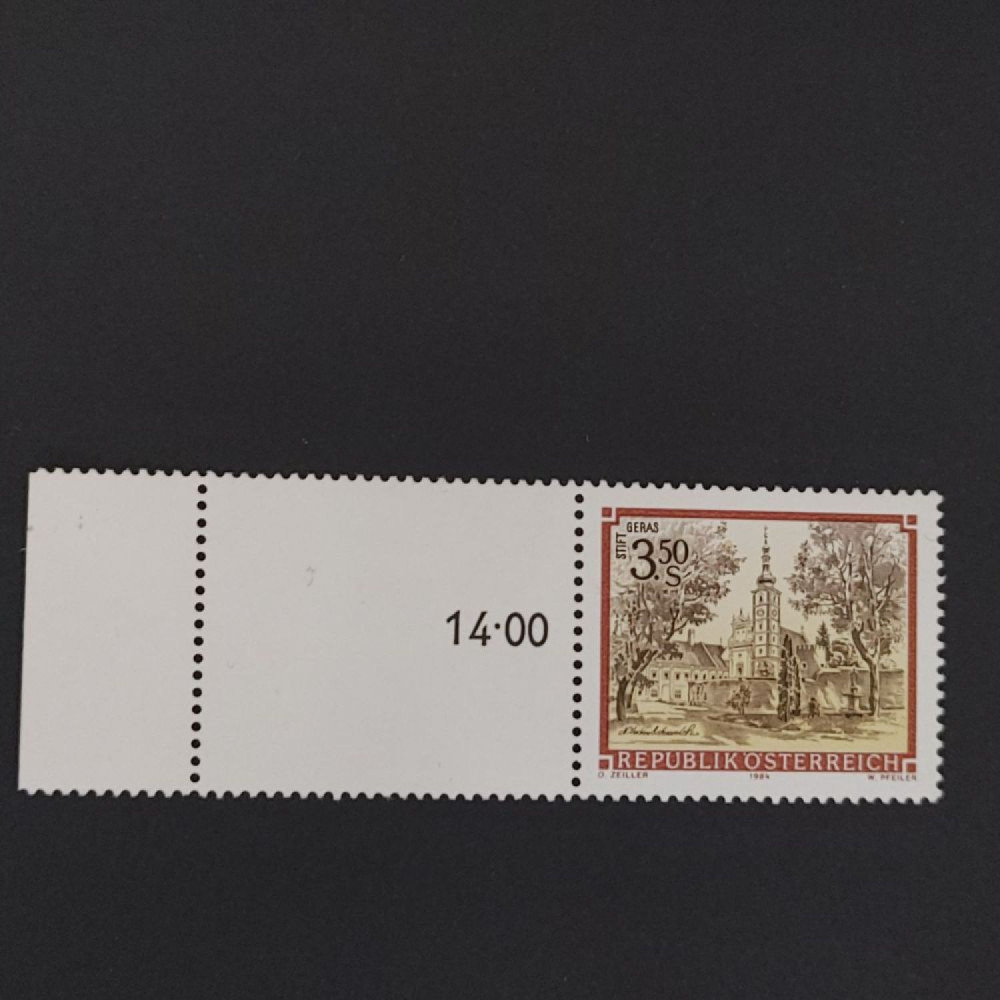 14·00
STIFT GERAS
3.50
S
REPUBLIK ÖSTERREICH
O. ZEILLER 1984 W. PFEILER